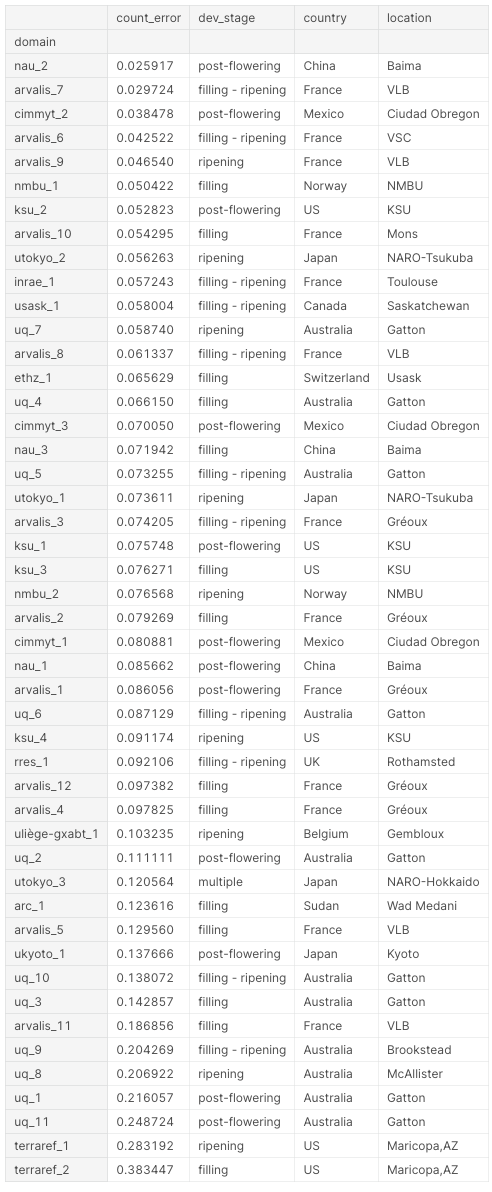 count_error dev_stage country location
domain
nau_2 0.025917 post-flowering China Baima
arvalis_7 0.029724 filling - ripening France VLB
cimmyt_2 0.038478 post-flowering Mexico Ciudad Obregon
arvalis_6 0.042522 filling - ripening France VSC
arvalis_9 0.046540 ripening France VLB
nmbu_1 0.050422 filling Norway NMBU
ksu_2 0.052823 post-flowering US KSU
arvalis_10 0.054295 filling France Mons
utokyo_2 0.056263 ripening Japan NARO-Tsukuba
inrae_1 0.057243 filling - ripening France Toulouse
usask_1 0.058004 filling - ripening Canada Saskatchewan
uq_7 0.058740 ripening Australia Gatton
arvalis_8 0.061337 filling - ripening France VLB
ethz_1 0.065629 filling Switzerland Usask
uq_4 0.066150 filling Australia Gatton
cimmyt_3 0.070050 post-flowering Mexico Ciudad Obregon
nau_3 0.071942 filling China Baima
uq_5 0.073255 filling - ripening Australia Gatton
utokyo_1 0.073611 ripening Japan NARO-Tsukuba
arvalis_3 0.074205 filling - ripening France Gréoux
ksu_1 0.075748 post-flowering US KSU
ksu_3 0.076271 filling US KSU
nmbu_2 0.076568 ripening Norway NMBU
arvalis_2 0.079269 filling France Gréoux
cimmyt_1 0.080881 post-flowering Mexico Ciudad Obregon
nau_1 0.085662 post-flowering China Baima
arvalis_1 0.086056 post-flowering France Gréoux
uq_6 0.087129 filling - ripening Australia Gatton
ksu_4 0.091174 ripening US KSU
rres_1 0.092106 filling - ripening UK Rothamsted
arvalis_12 0.097382 filling France Gréoux
arvalis_4 0.097825 filling France Gréoux
uliège-gxabt_1 0.103235 ripening Belgium Gembloux
uq_2 0.111111 post-flowering Australia Gatton
utokyo_3 0.120564 multiple Japan NARO-Hokkaido
arc_1 0.123616 filling Sudan Wad Medani
arvalis_5 0.129560 filling France VLB
ukyoto_1 0.137666 post-flowering Japan Kyoto
uq_10 0.138072 filling - ripening Australia Gatton
uq_3 0.142857 filling Australia Gatton
arvalis_11 0.186856 filling France VLB
uq_9 0.204269 filling - ripening Australia Brookstead
uq_8 0.206922 ripening Australia McAllister
uq_1 0.216057 post-flowering Australia Gatton
uq_11 0.248724 post-flowering Australia Gatton
terraref_1 0.283192 ripening US Maricopa,AZ
terraref_2 0.383447 filling US Maricopa,AZ